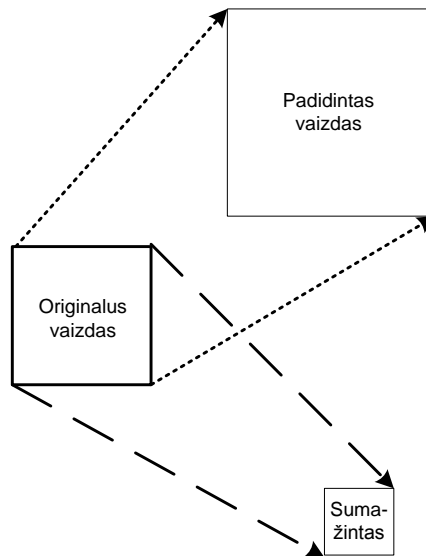 Padidintas
vaizdas
Originalus
vaizdas
Suma-
žintas